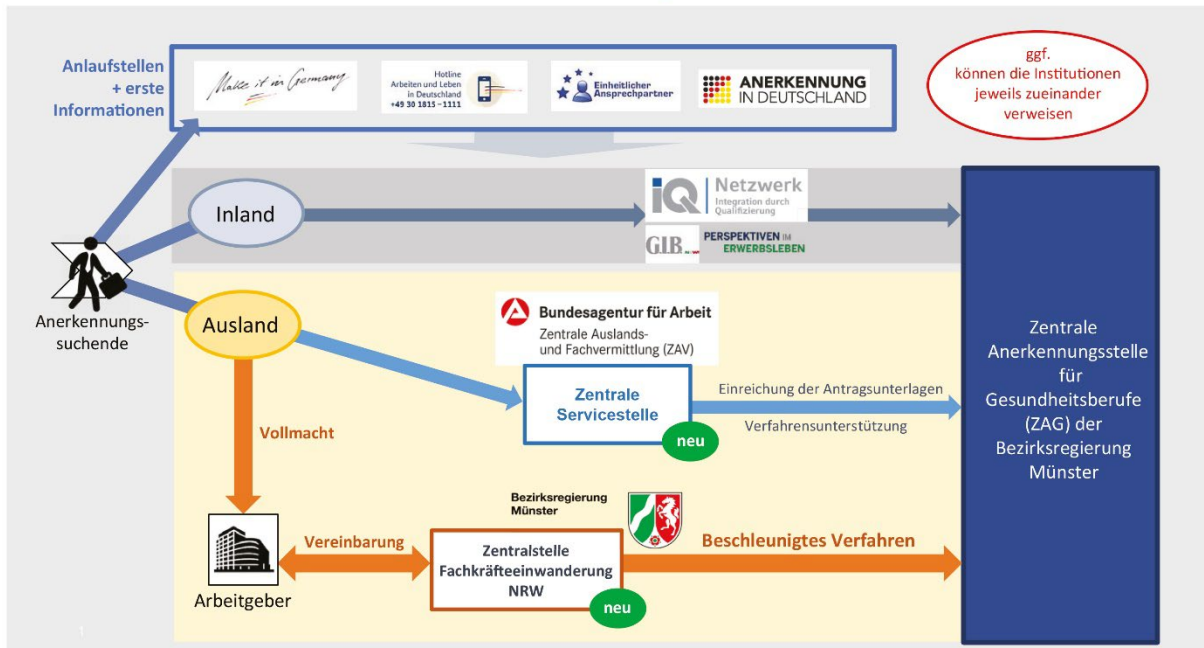 Anlaufstellen
+ erste
Informationen
Make it in Germany
Hotline
Arbeiten und Leben
in Deutschland
+49 30 1815–1111
Einheitlicher
Ansprechpartner
ANERKENNUNG
IN DEUTSCHLAND
ggf.
können die Institutionen
jeweils zueinander
verweisen
Inland
iQ
Netzwerk
Integration durch
Qualifizierung
G.I.B.
PERSPEKTIVEN IM
ERWERBSLEBEN
Anerkennungs-
suchende
Ausland
Bundesagentur für Arbeit
Zentrale Auslands-
und Fachvermittlung (ZAV)
Zentrale
Servicestelle
neu
Einreichung der Antragsunterlagen
Verfahrensunterstützung
Zentrale
Anerkennungsstelle
für
Gesundheitsberufe
(ZAG) der
Bezirksregierung
Münster
Vollmacht
Arbeitgeber
Vereinbarung
Bezirksregierung
Münster
Zentralstelle
Fachkräfteeinwanderung
NRW
neu
Beschleunigtes Verfahren
1